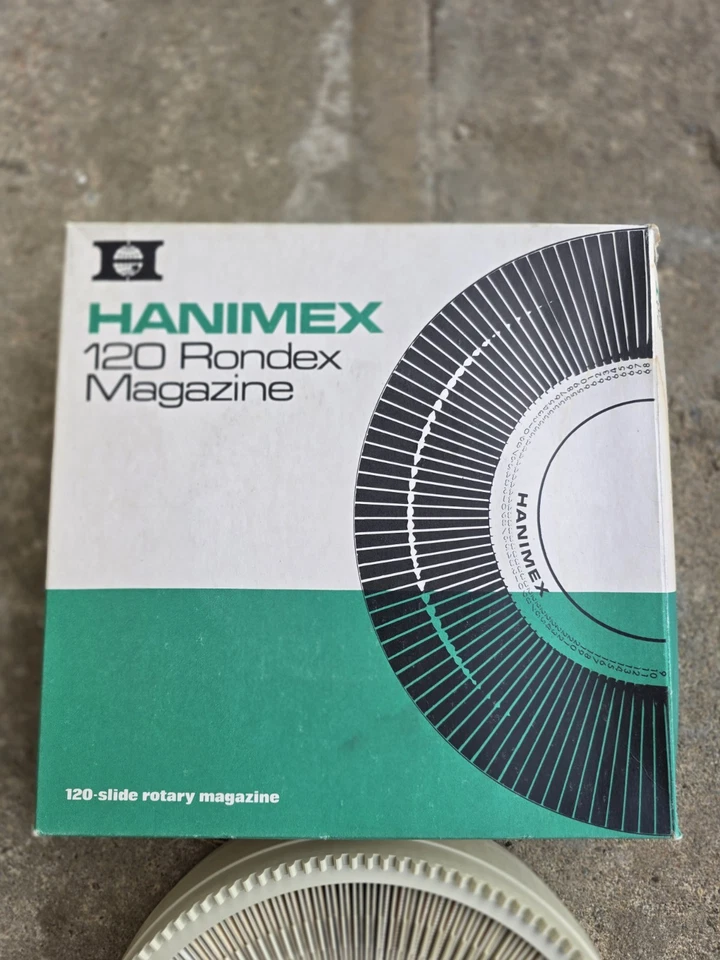 H
HANIMEX
120 Rondex
Magazine
HANIMEX
120-slide rotary magazine